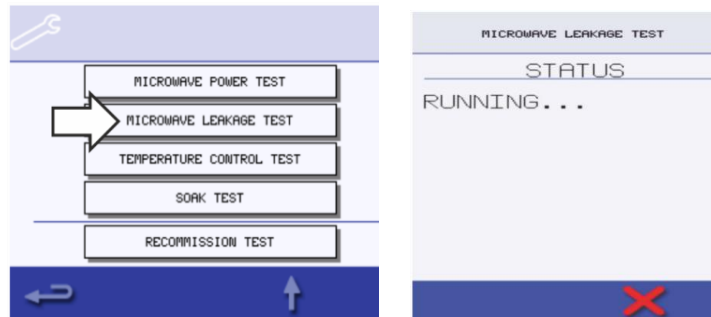 MICROWAVE POWER TEST
MICROWAVE LEAKAGE TEST
TEMPERATURE CONTROL TEST
SOAK TEST
RECOMMISSION TEST
MICROWAVE LEAKAGE TEST
STATUS
RUNNING...